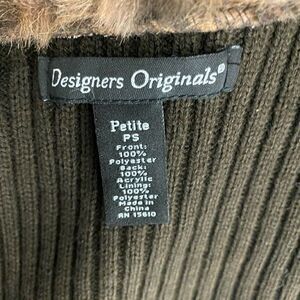 Designers Originals®
Petite
PS
Front:
100%
Polyester
Back:
100%
Acrylic
Lining:
100%
Polyester
Made in
China
RN 15610